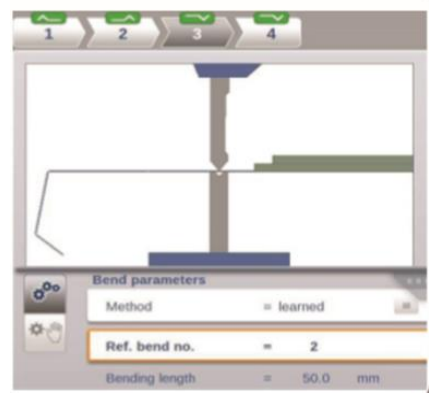 1 2 3 4
Bend parameters
Method = learned
Ref. bend no. = 2
Bending length = 50.0 mm